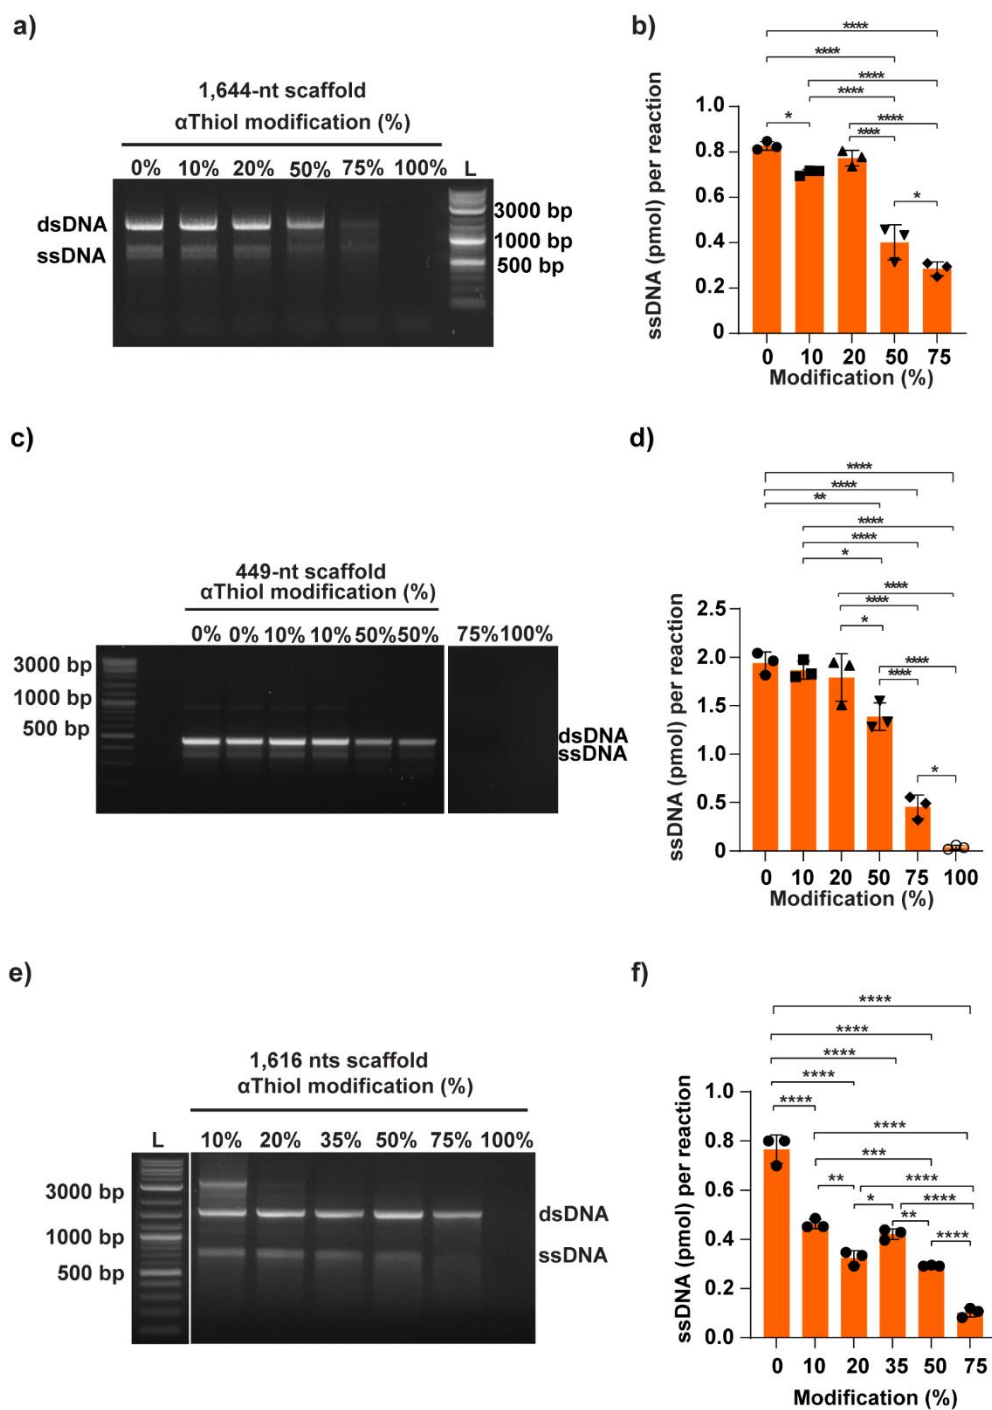 a)
1,644-nt scaffold
αThiol modification (%)
0% 10% 20% 50% 75% 100% L
dsDNA
ssDNA
3000 bp
1000 bp
500 bp
b)
****
****
****
****
****
****
*
*
ssDNA (pmol) per reaction
1.0
0.8
0.6
0.4
0.2
0
0 10 20 50 75
Modification (%)
c)
449-nt scaffold
αThiol modification (%)
0% 0% 10% 10% 50% 50% 75% 100%
3000 bp
1000 bp
500 bp
dsDNA
ssDNA
d)
****
****
**
****
****
*
****
****
*
****
****
*
ssDNA (pmol) per reaction
2.5
2.0
1.5
1.0
0.5
0
0 10 20 50 75 100
Modification (%)
e)
1,616 nts scaffold
αThiol modification (%)
L 10% 20% 35% 50% 75% 100%
3000 bp
1000 bp
500 bp
dsDNA
ssDNA
f)
****
****
****
****
****
****
***
**
****
*
**
****
ssDNA (pmol) per reaction
0.8
0.6
0.4
0.2
0.0
0 10 20 35 50 75
Modification (%)